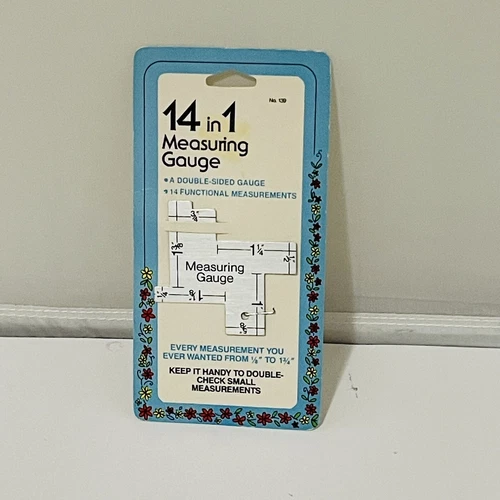 No. 139
14 in 1
Measuring
Gauge
• A DOUBLE-SIDED GAUGE
• 14 FUNCTIONAL MEASUREMENTS
Measuring
Gauge
EVERY MEASUREMENT YOU
EVER WANTED FROM ⅛" TO 1¾"
KEEP IT HANDY TO DOUBLE-
CHECK SMALL
MEASUREMENTS